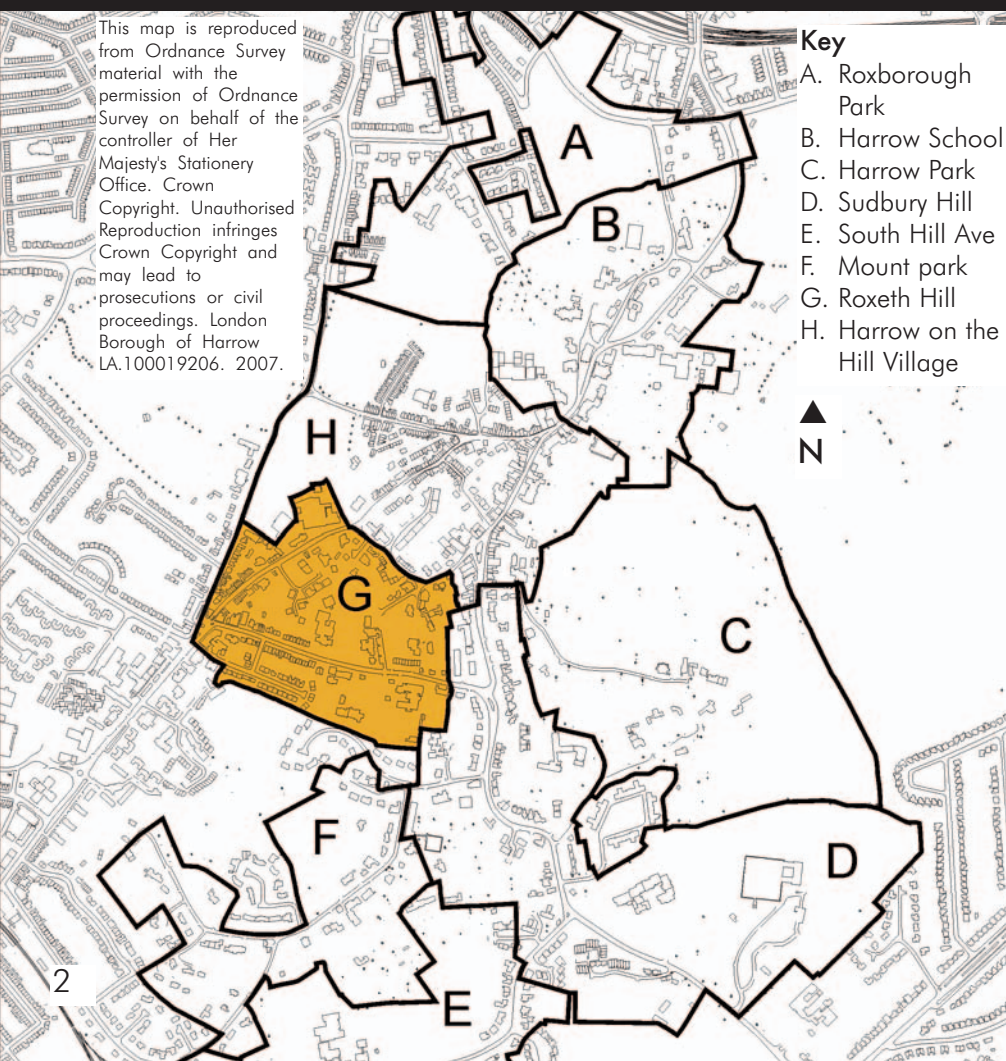 This map is reproduced
from Ordnance Survey
material with the
permission of Ordnance
Survey on behalf of the
controller of Her
Majesty's Stationery
Office. Crown
Copyright. Unauthorised
Reproduction infringes
Crown Copyright and
may lead to
prosecutions or civil
proceedings. London
Borough of Harrow
LA.100019206. 2007.
Key
A. Roxborough
Park
B. Harrow School
C. Harrow Park
D. Sudbury Hill
E. South Hill Ave
F. Mount park
G. Roxeth Hill
H. Harrow on the
Hill Village
N
A
B
H
G
C
F
D
E
2